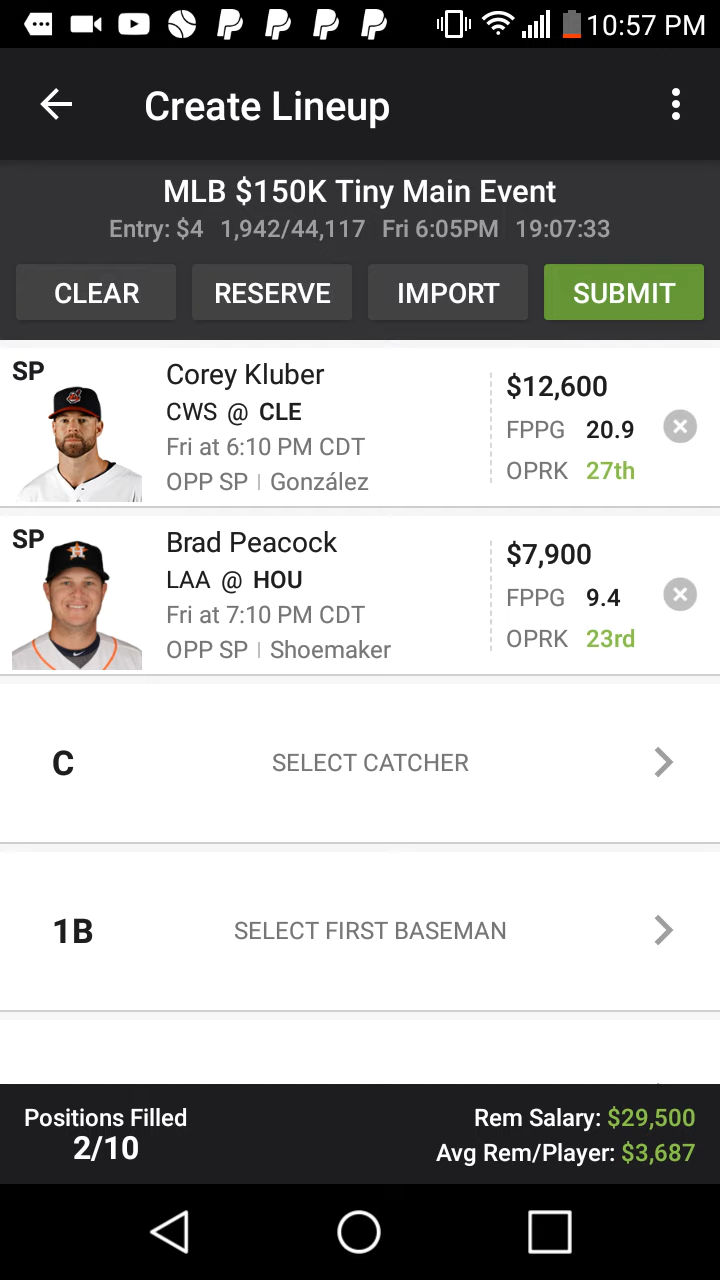 10:57 PM
Create Lineup
MLB $150K Tiny Main Event
Entry: $4 1,942/44,117 Fri 6:05PM 19:07:33
CLEAR RESERVE IMPORT SUBMIT
SP
Corey Kluber
CWS @ CLE
Fri at 6:10 PM CDT
OPP SP | González
$12,600
FPPG 20.9
OPRK 27th
SP
Brad Peacock
LAA @ HOU
Fri at 7:10 PM CDT
OPP SP | Shoemaker
$7,900
FPPG 9.4
OPRK 23rd
C SELECT CATCHER
1B SELECT FIRST BASEMAN
Positions Filled
2/10
Rem Salary: $29,500
Avg Rem/Player: $3,687